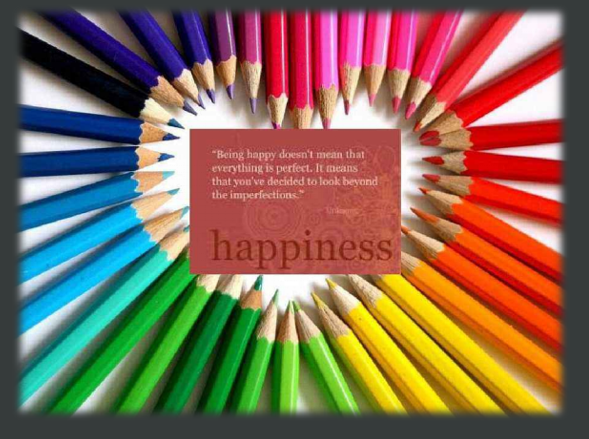 “Being happy doesn't mean that
everything is perfect. It means
that you've decided to look beyond
the imperfections.”
Unknown
happiness